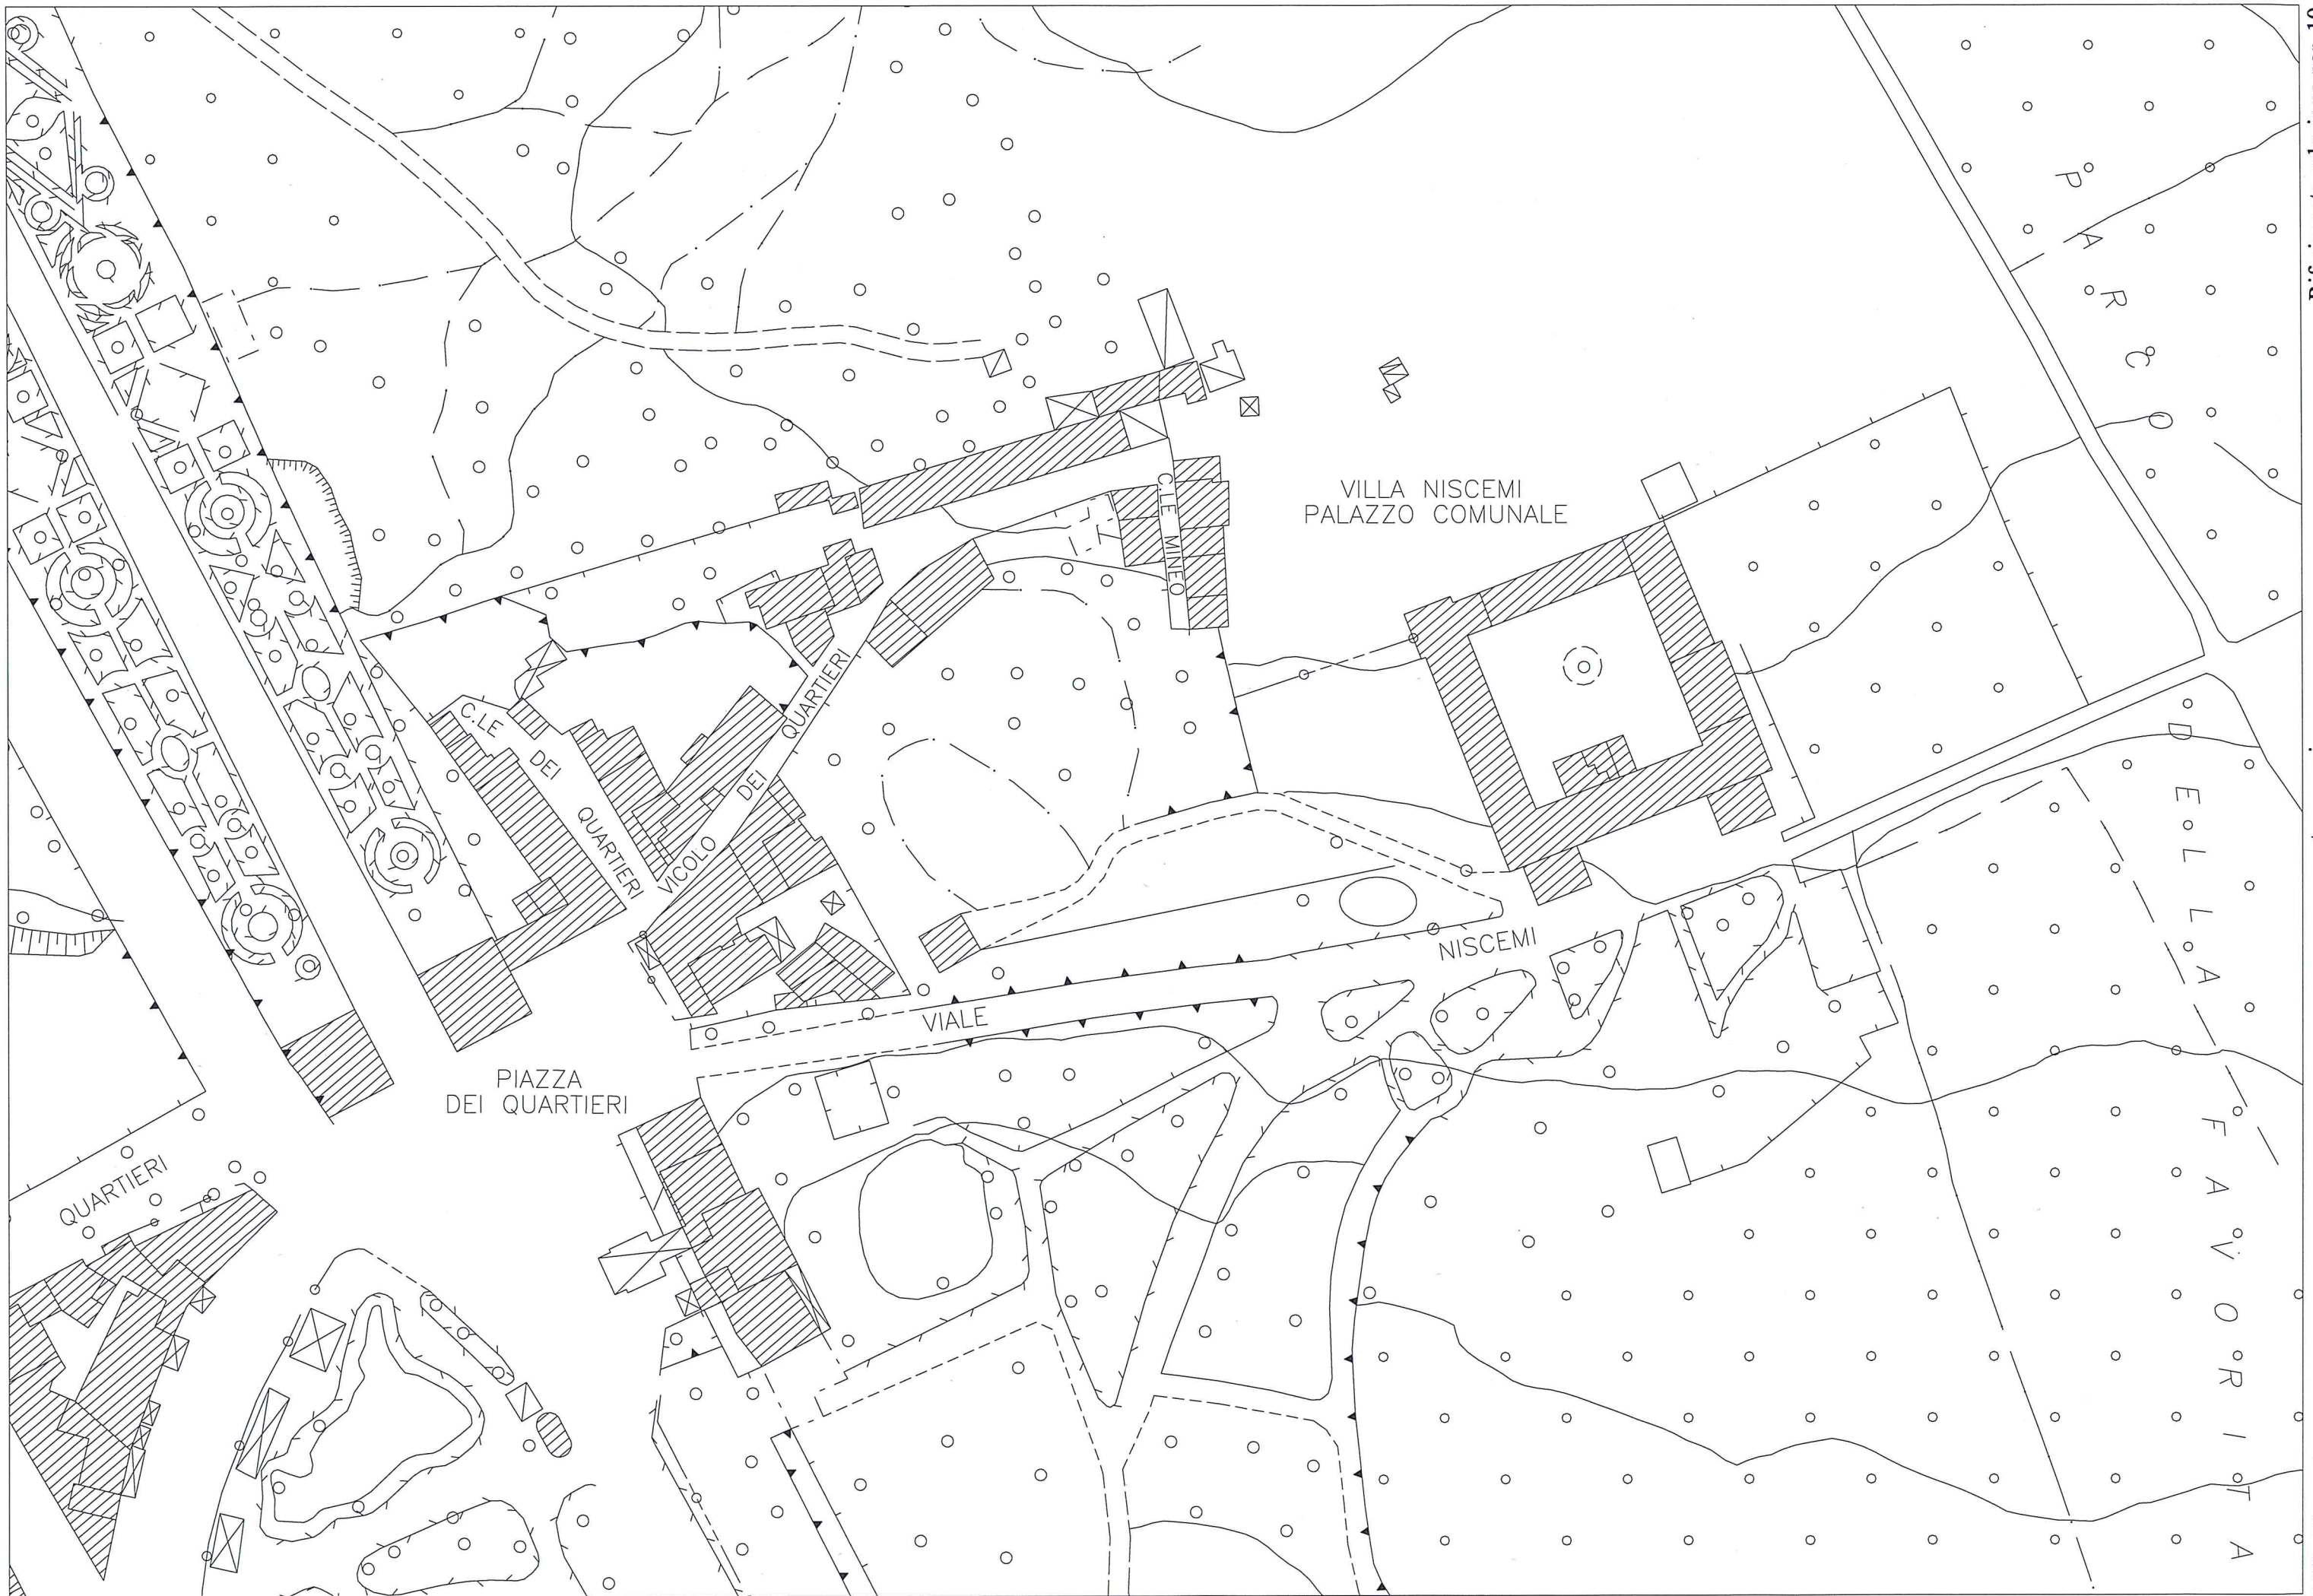 PARCO
VILLA NISCEMI
PALAZZO COMUNALE
C.LE MINEO
C.LE DEI QUARTIERI
VICOLO DEI QUARTIERI
DELLA FAVORITA
NISCEMI
VIALE
PIAZZA
DEI QUARTIERI
QUARTIERI